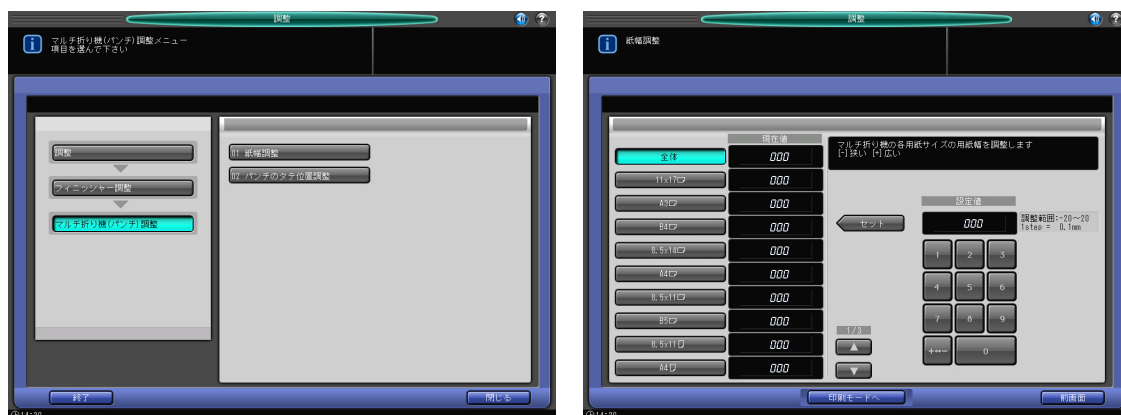 調整
マルチ折り機(パンチ)調整メニュー
項目を選んで下さい
調整
フィニッシャー調整
マルチ折り機(パンチ)調整
01 紙幅調整
02 パンチのタテ位置調整
終了
閉じる
調整
紙幅調整
現在値
全体
000
11x17
000
A3
000
B4
000
8.5x14
000
A4
000
8.5x11
000
B5
000
8.5x11
000
A4
000
マルチ折り機の各用紙サイズの用紙幅を調整します
[-]狭い [+]広い
設定値
セット
000
調整範囲:-20～20
1step = 0.1mm
1
2
3
4
5
6
7
8
9
+↔-
0
1/3
印刷モードへ
前画面